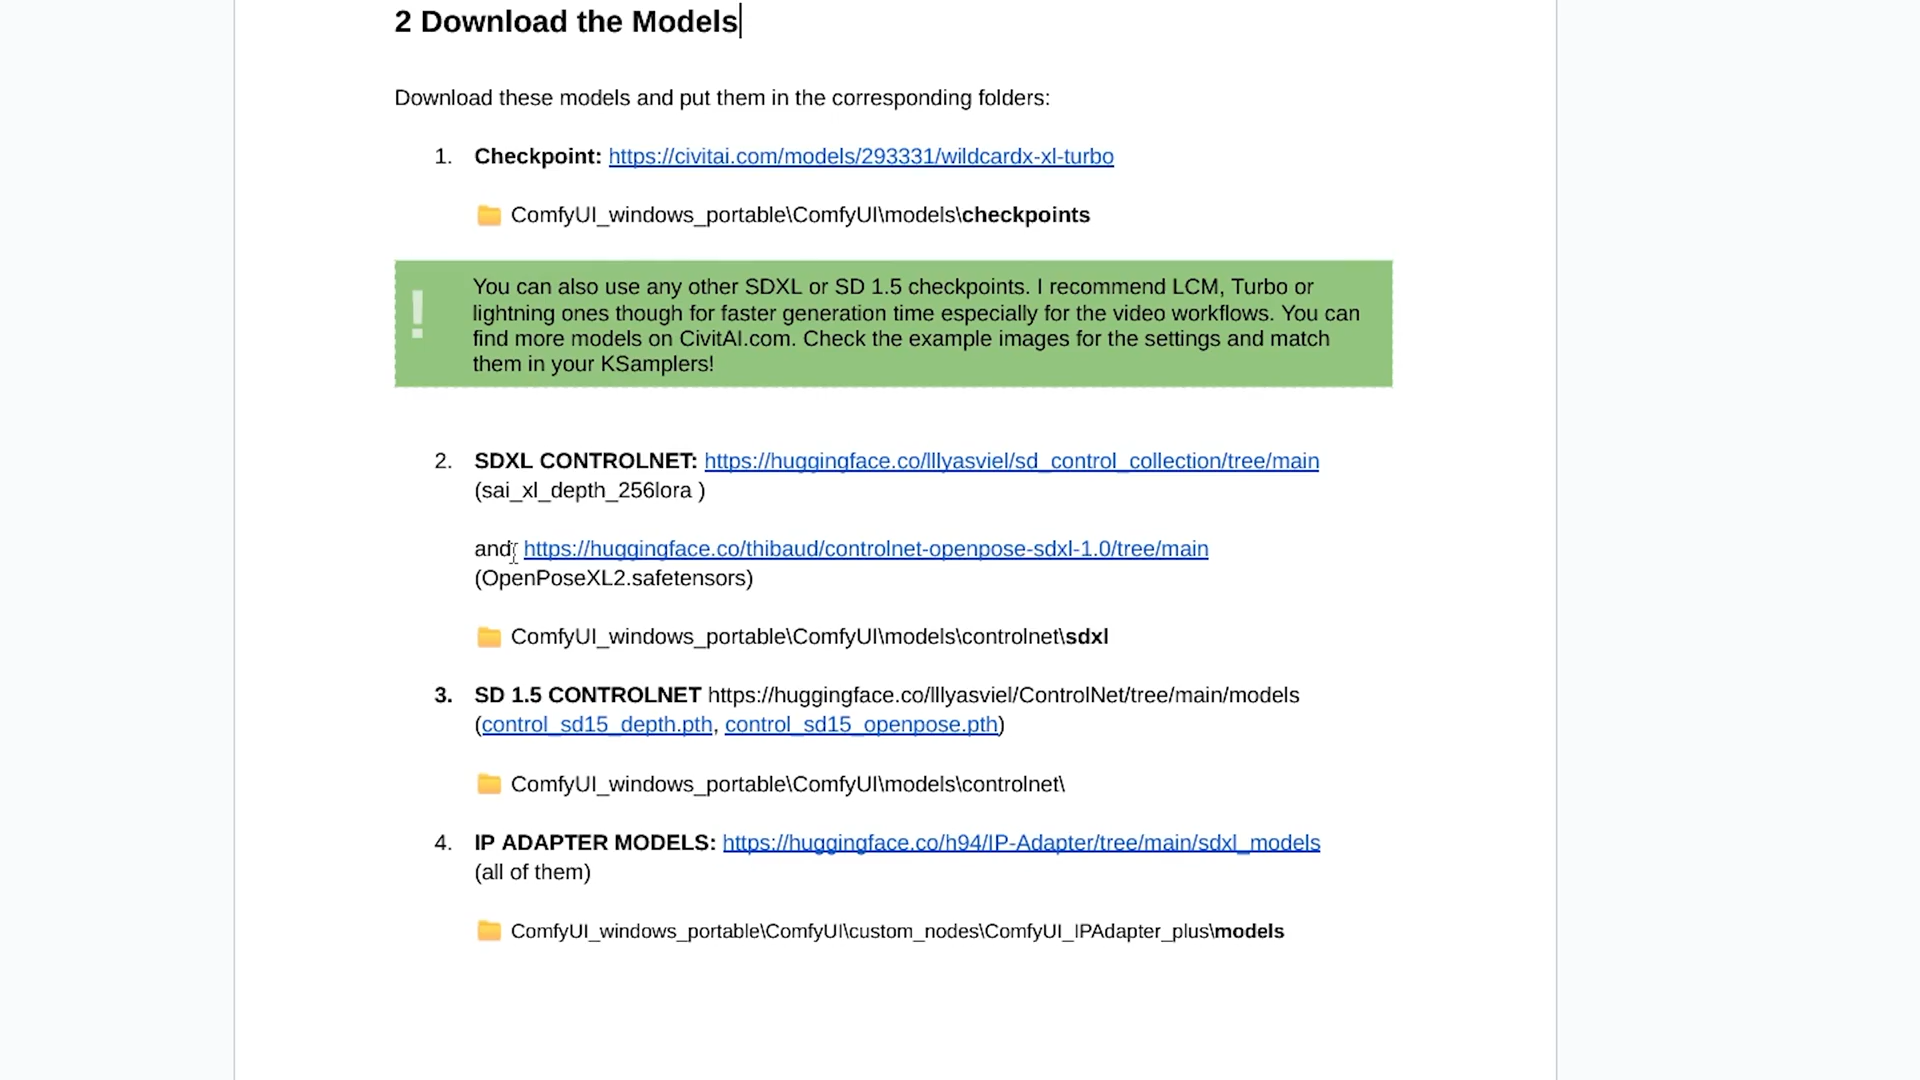 2 Download the Models
Download these models and put them in the corresponding folders:
1. Checkpoint: https://civitai.com/models/293331/wildcardx-xl-turbo
ComfyUI_windows_portable\ComfyUI\models\checkpoints
! You can also use any other SDXL or SD 1.5 checkpoints. I recommend LCM, Turbo or
lightning ones though for faster generation time especially for the video workflows. You can
find more models on CivitAI.com. Check the example images for the settings and match
them in your KSamplers!
2. SDXL CONTROLNET: https://huggingface.co/lllyasviel/sd_control_collection/tree/main
(sai_xl_depth_256lora )
and: https://huggingface.co/thibaud/controlnet-openpose-sdxl-1.0/tree/main
(OpenPoseXL2.safetensors)
ComfyUI_windows_portable\ComfyUI\models\controlnet\sdxl
3. SD 1.5 CONTROLNET https://huggingface.co/lllyasviel/ControlNet/tree/main/models
(control_sd15_depth.pth, control_sd15_openpose.pth)
ComfyUI_windows_portable\ComfyUI\models\controlnet\
4. IP ADAPTER MODELS: https://huggingface.co/h94/IP-Adapter/tree/main/sdxl_models
(all of them)
ComfyUI_windows_portable\ComfyUI\custom_nodes\ComfyUI_IPAdapter_plus\models